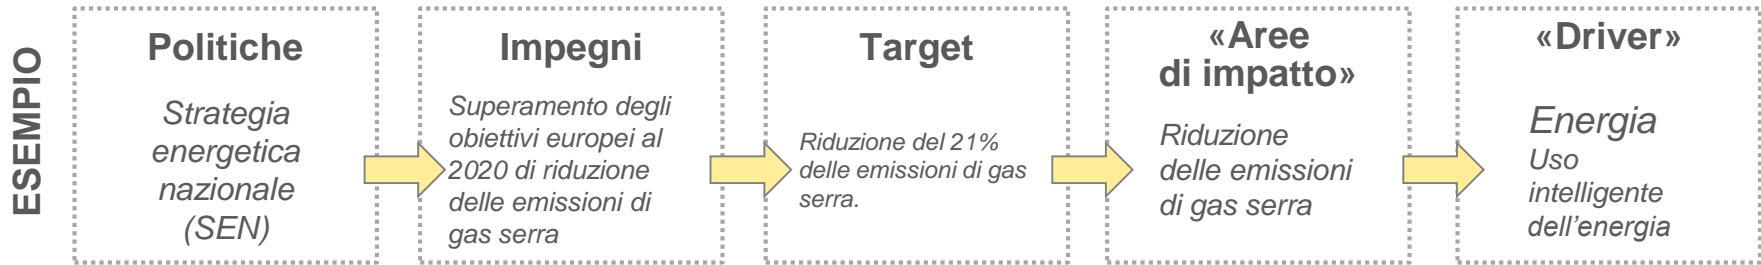 ESEMPIO
Politiche
Strategia
energetica
nazionale
(SEN)
Impegni
Superamento degli
obiettivi europei al
2020 di riduzione
delle emissioni di
gas serra
Target
Riduzione del 21%
delle emissioni di gas
serra.
«Aree
di impatto»
Riduzione
delle emissioni
di gas serra
«Driver»
Energia
Uso
intelligente
dell’energia